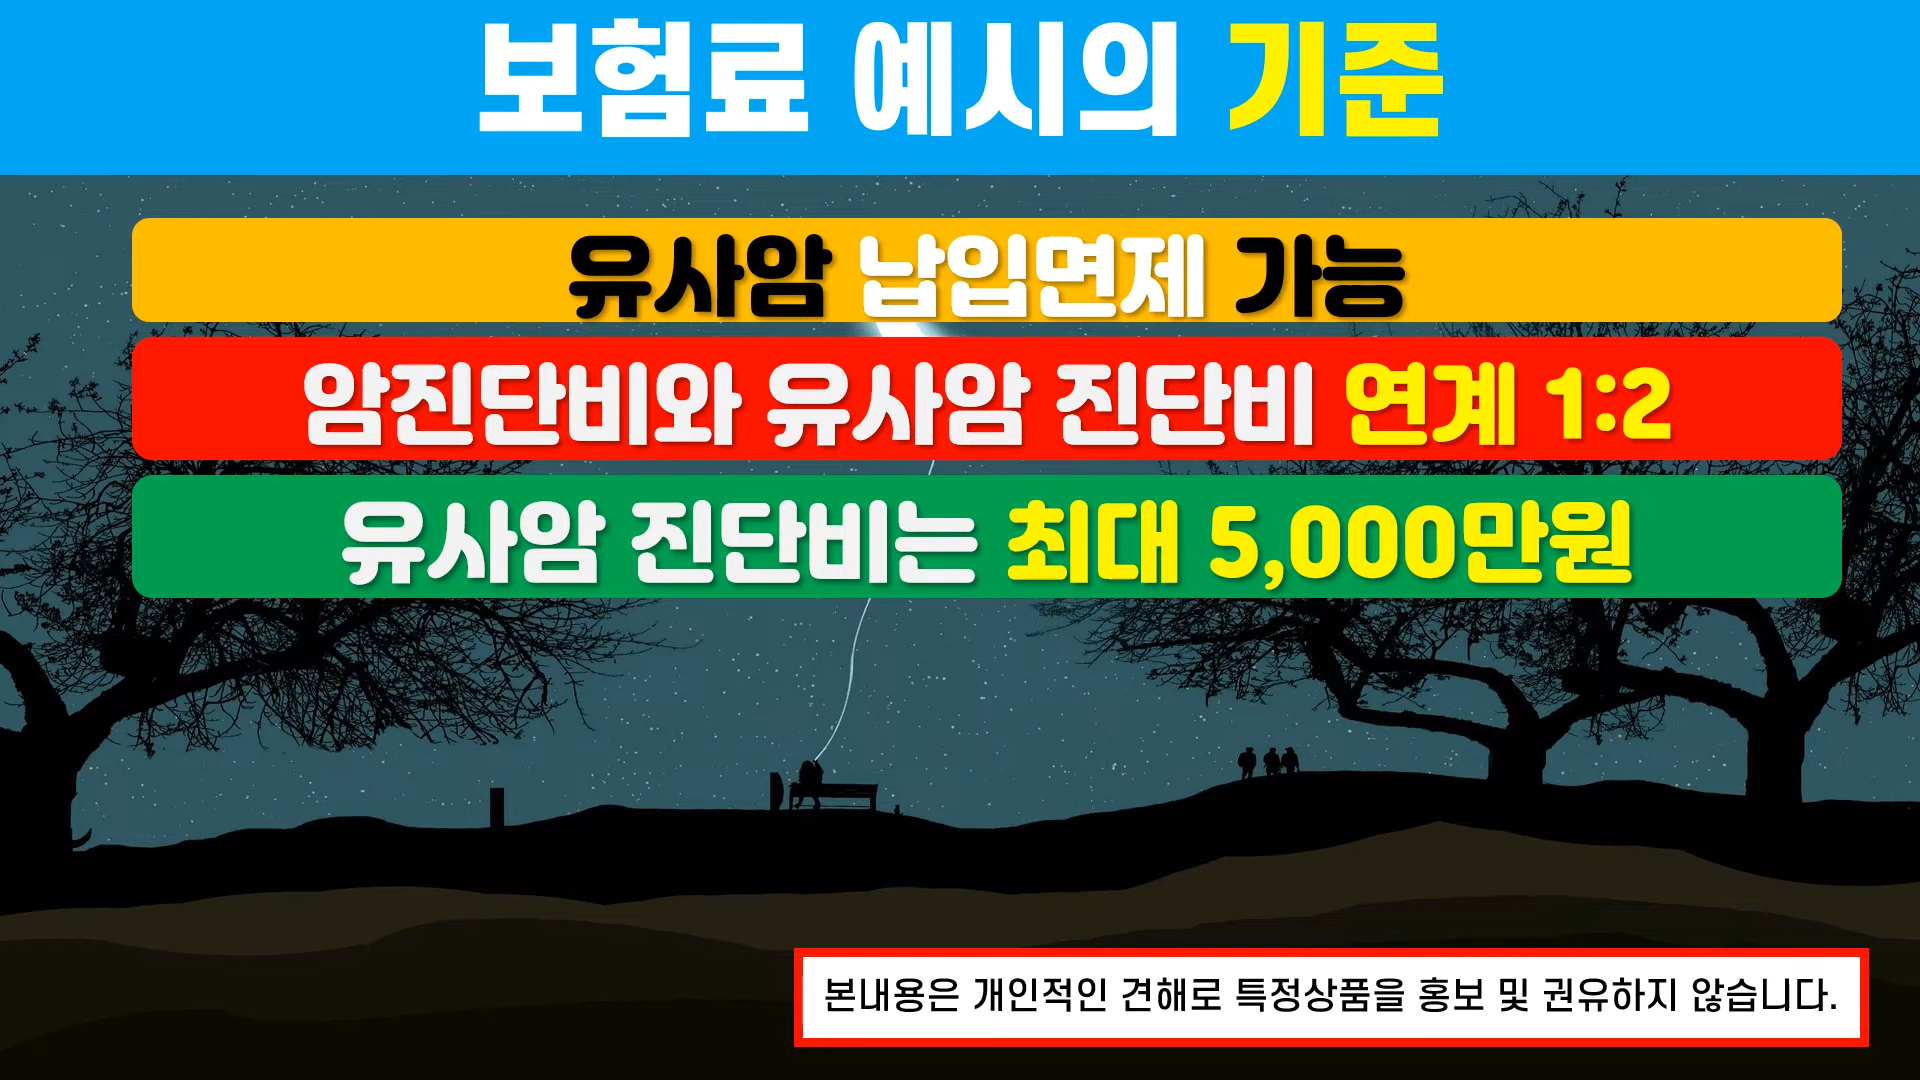 보험료 예시의 기준
유사암 납입면제 가능
암진단비와 유사암 진단비 연계 1:2
유사암 진단비는 최대 5,000만원
본내용은 개인적인 견해로 특정상품을 홍보 및 권유하지 않습니다.